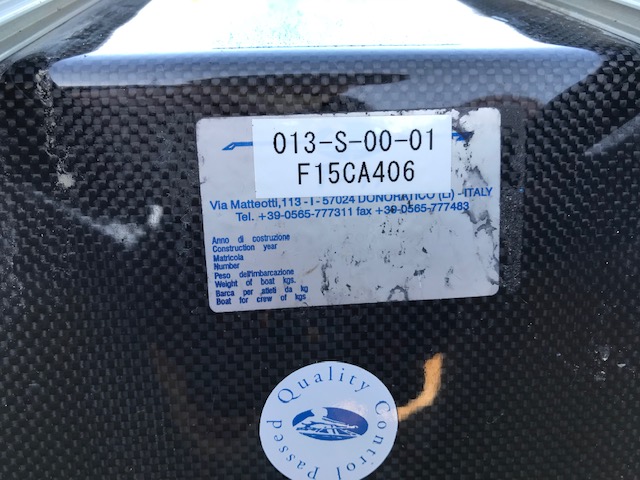 013-S-00-01
F15CA406
Via Matteotti,113 - I - 57024 DONORATICO (LI) - ITALY
Tel. +39-0565-777311 fax +39-0565-777483
Anno di costruzione
Construction year
Matricola
Number
Peso dell'imbarcazione
Weight of boat kgs.
Barca per atleti da kg
Boat for crew of kgs
Quality Control Passed